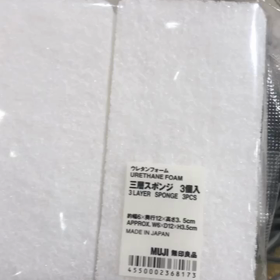 ウレタンフォーム
URETHANE FOAM
三層スポンジ 3個入
3 LAYER SPONGE 3PCS
約幅6×奥行12×高さ3.5cm
APPROX. W6×D12×H3.5cm
MADE IN JAPAN
MUJI 無印良品
4550002368173